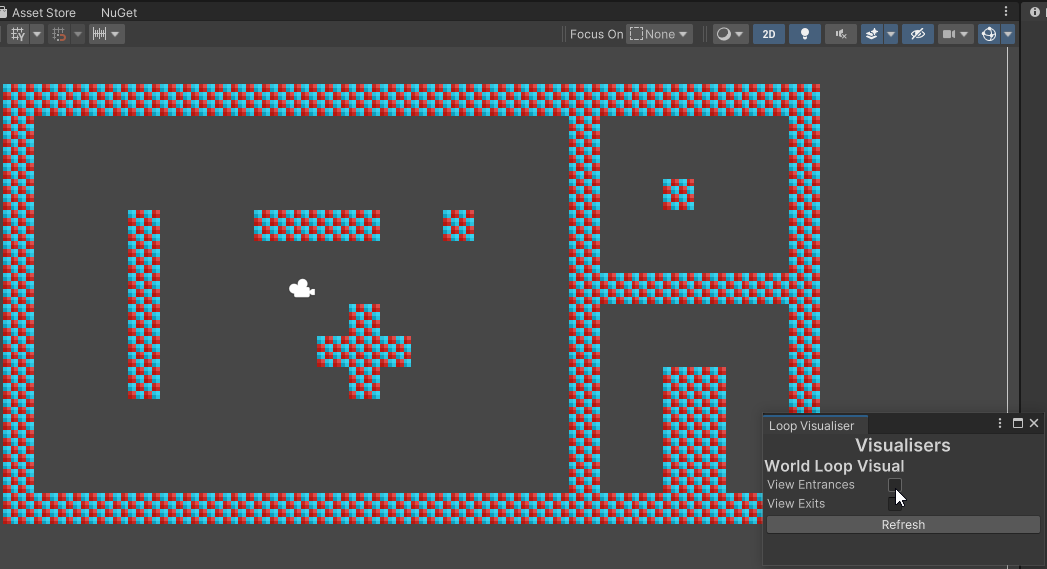 Asset Store NuGet
Focus On None 2D
Loop Visualiser
Visualisers
World Loop Visual
View Entrances
View Exits
Refresh